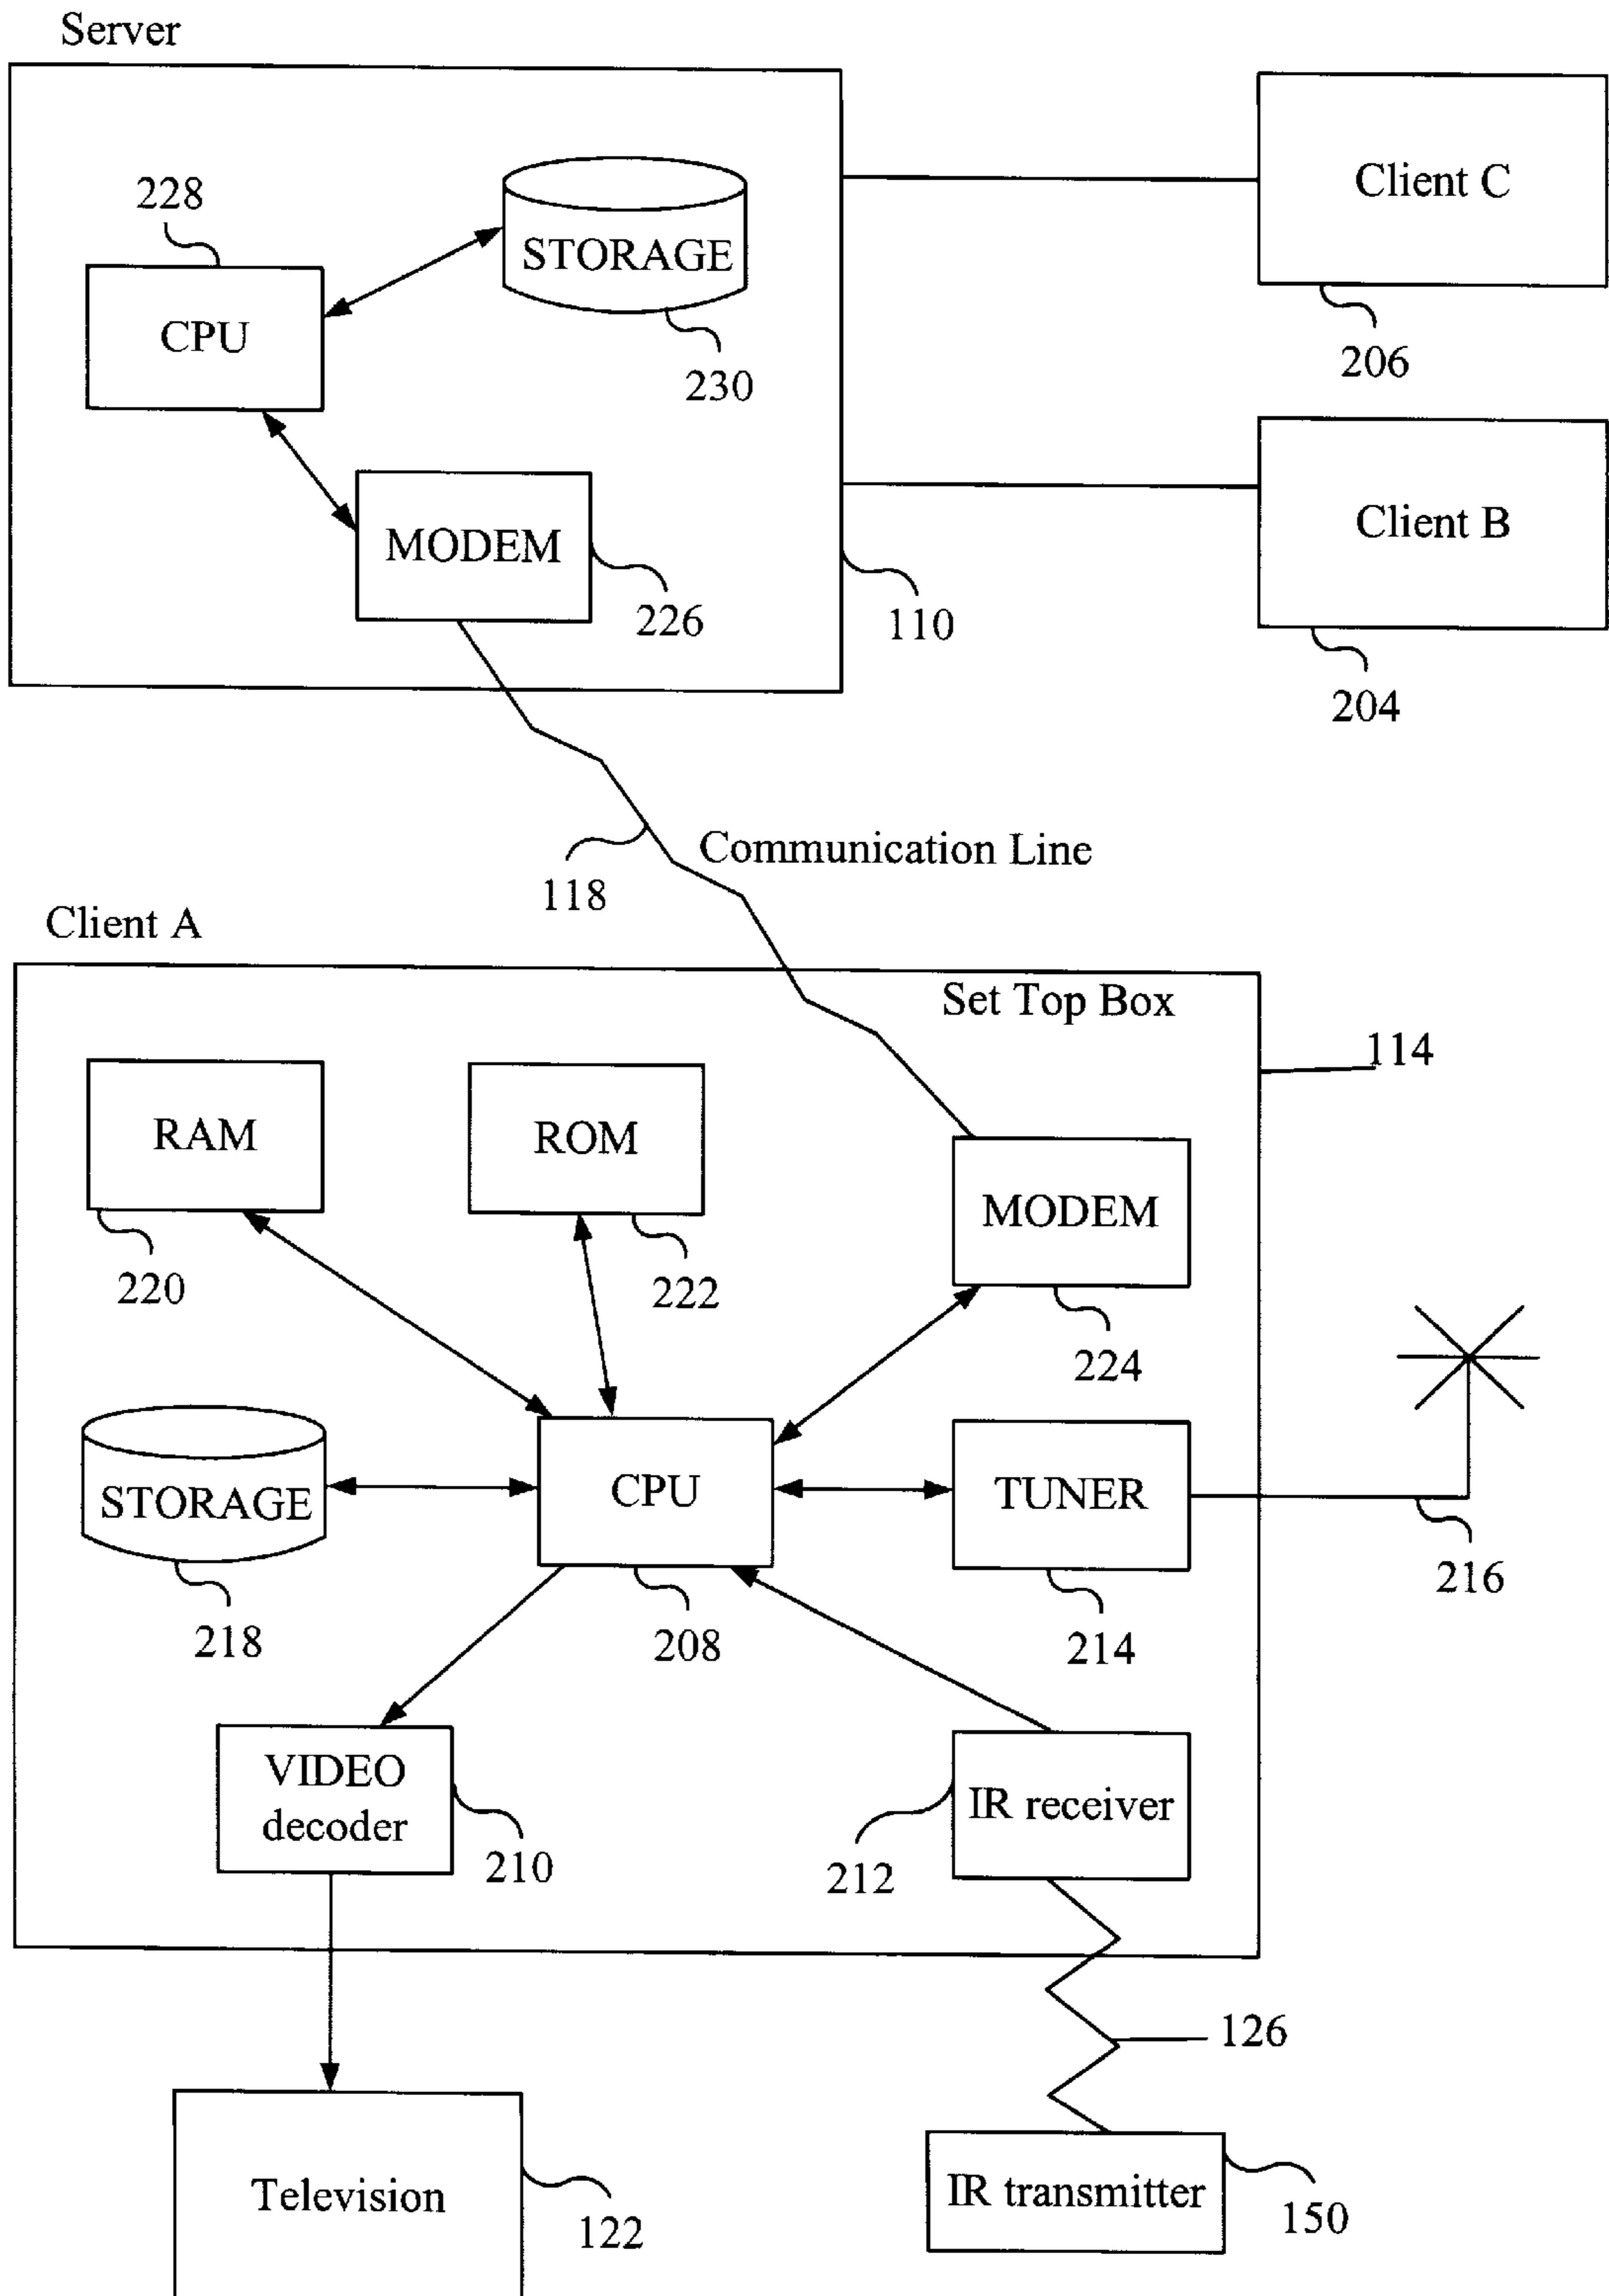 Server
Client C
228
STORAGE
CPU
206
230
Client B
MODEM
226
110
204
Communication Line
118
Client A
Set Top Box
114
RAM
ROM
MODEM
220
222
224
STORAGE
CPU
TUNER
216
218
208
214
VIDEO
decoder
IR receiver
210
212
126
Television
IR transmitter
122
150